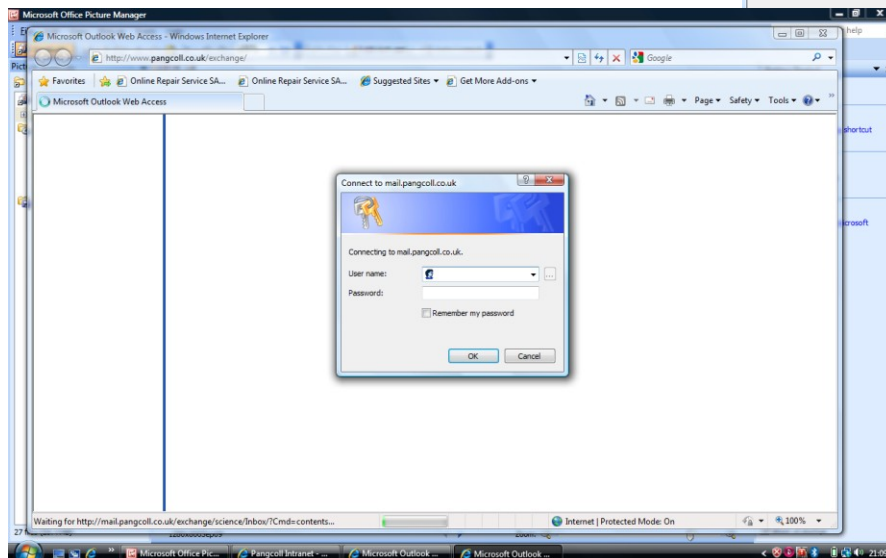 Microsoft Office Picture Manager
Microsoft Outlook Web Access - Windows Internet Explorer
help
http://www.pangcoll.co.uk/exchange/
Google
Favorites Online Repair Service SA... Online Repair Service SA... Suggested Sites Get More Add-ons
Microsoft Outlook Web Access
Page Safety Tools
shortcut
Connect to mail.pangcoll.co.uk
icrosoft
Connecting to mail.pangcoll.co.uk.
User name:
Password:
Remember my password
OK Cancel
Waiting for http://mail.pangcoll.co.uk/exchange/science/Inbox/?Cmd=contents...
Internet | Protected Mode: On
100%
Microsoft Office Pic... Pangcoll Intranet - ... Microsoft Outlook ... Microsoft Outlook ...